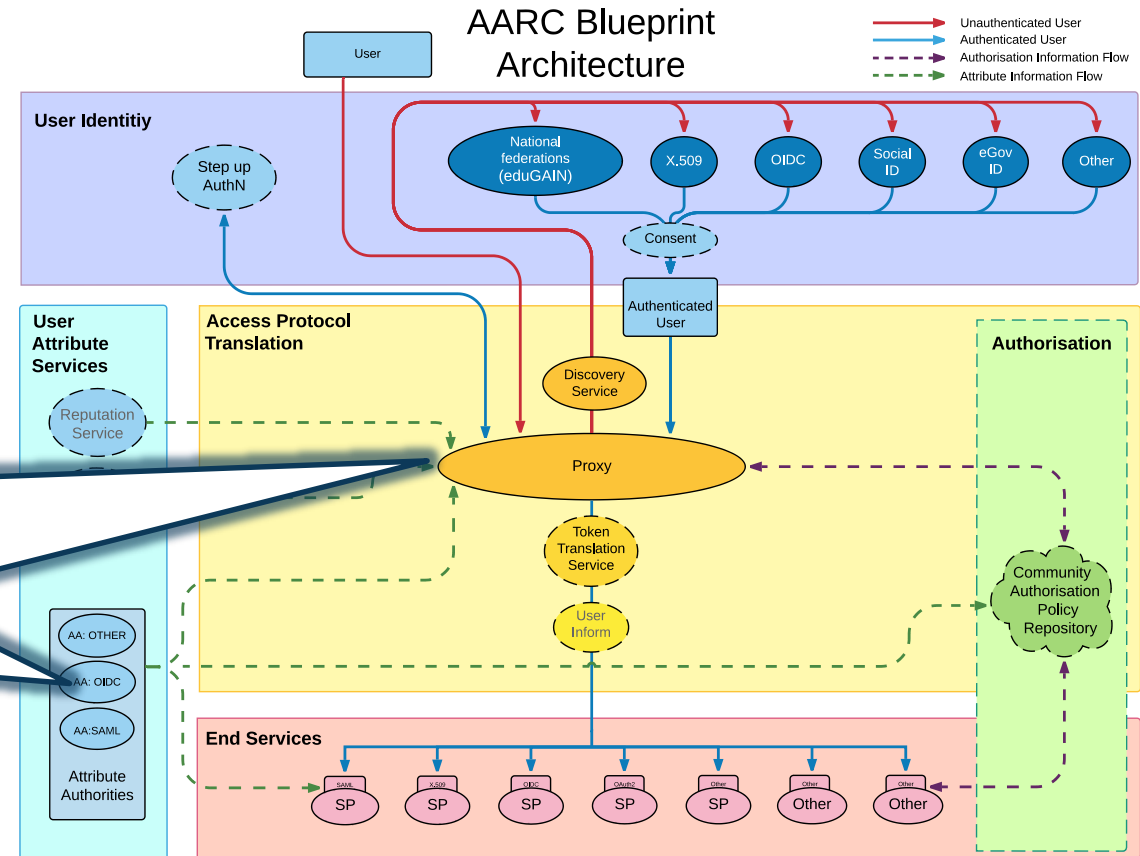 AARC Blueprint
Architecture
Unauthenticated User
Authenticated User
Authorisation Information Flow
Attribute Information Flow
User
User Identitiy
Step up
AuthN
National
federations
(eduGAIN)
X.509
OIDC
Social
ID
eGov
ID
Other
Consent
Authenticated
User
User
Attribute
Services
Access Protocol
Translation
Authorisation
Reputation
Service
Discovery
Service
Proxy
Token
Translation
Service
User
Inform
Community
Authorisation
Policy
Repository
AA: OTHER
AA: OIDC
AA:SAML
Attribute
Authorities
End Services
SAML
SP
X.509
SP
OIDC
SP
OAuth2
SP
Other
SP
Other
Other
Other
Other